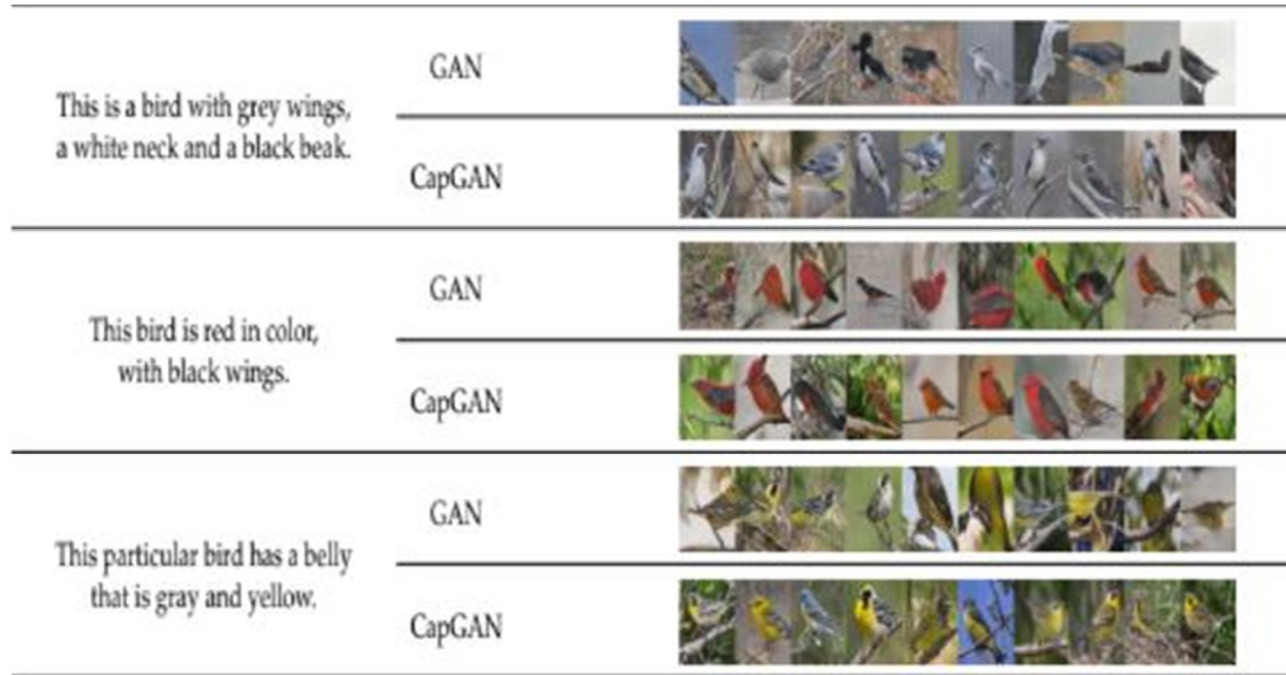 This is a bird with grey wings,
a white neck and a black beak.
GAN
CapGAN
This bird is red in color,
with black wings.
GAN
CapGAN
This particular bird has a belly
that is gray and yellow.
GAN
CapGAN